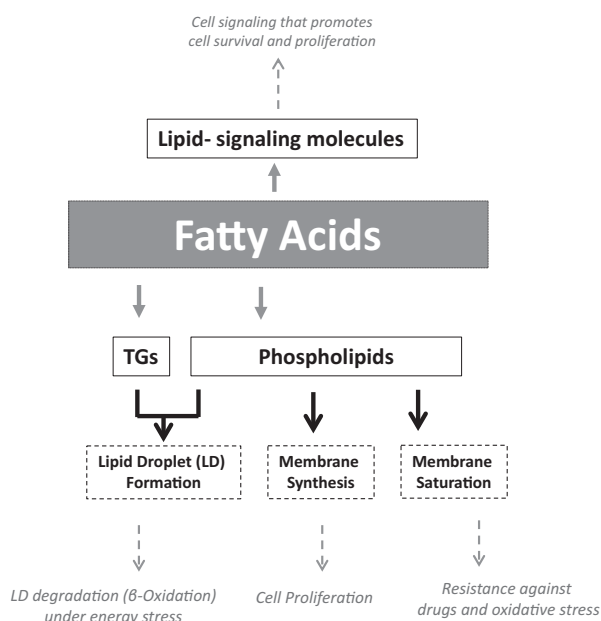 Cell signaling that promotes
cell survival and proliferation
Lipid- signaling molecules
Fatty Acids
TGs
Phospholipids
Lipid Droplet (LD)
Formation
Membrane
Synthesis
Membrane
Saturation
LD degradation (β-Oxidation)
under energy stress
Cell Proliferation
Resistance against
drugs and oxidative stress